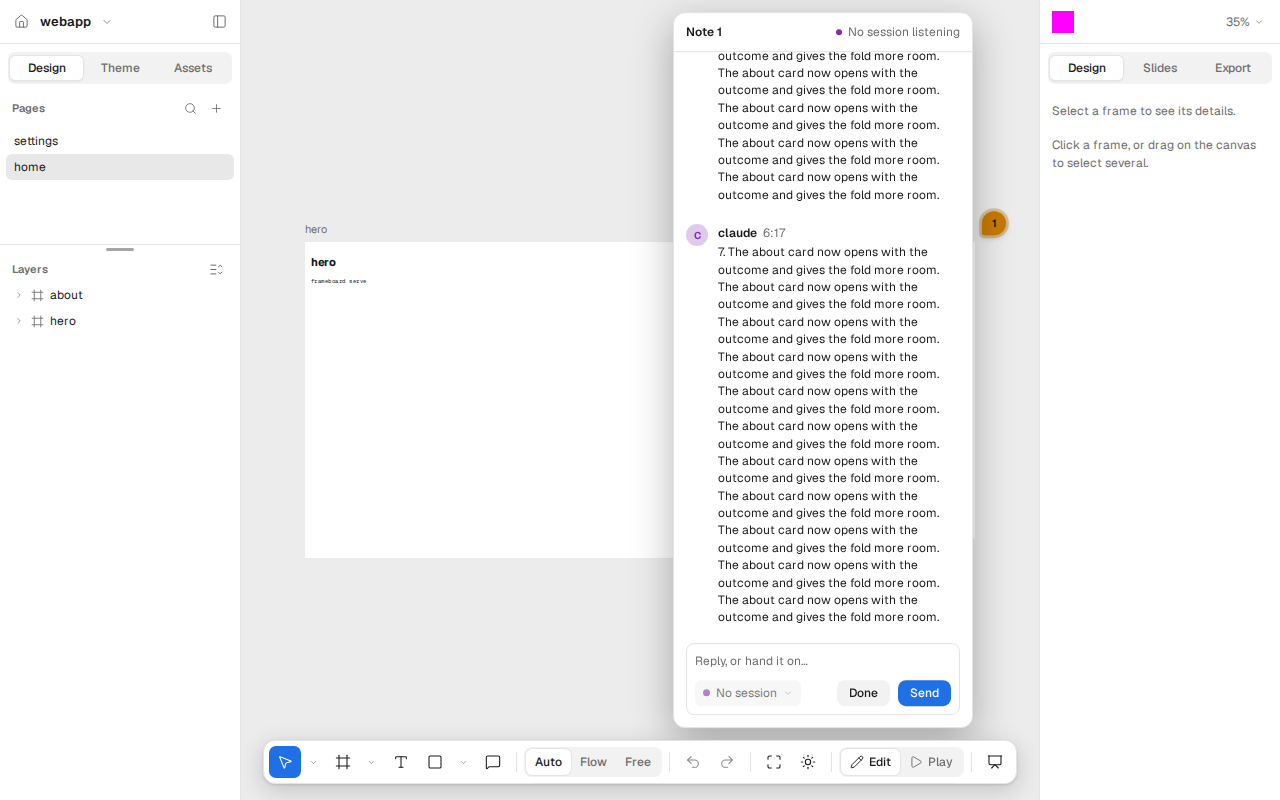 webapp
Design
Theme
Assets
Pages
settings
home
Layers
about
hero
hero
hero
frameboard serve
Note 1
No session listening
outcome and gives the fold more room.
The about card now opens with the
outcome and gives the fold more room.
The about card now opens with the
outcome and gives the fold more room.
The about card now opens with the
outcome and gives the fold more room.
The about card now opens with the
outcome and gives the fold more room.
C
claude 6:17
7. The about card now opens with the
outcome and gives the fold more room.
The about card now opens with the
outcome and gives the fold more room.
The about card now opens with the
outcome and gives the fold more room.
The about card now opens with the
outcome and gives the fold more room.
The about card now opens with the
outcome and gives the fold more room.
The about card now opens with the
outcome and gives the fold more room.
The about card now opens with the
outcome and gives the fold more room.
The about card now opens with the
outcome and gives the fold more room.
The about card now opens with the
outcome and gives the fold more room.
The about card now opens with the
outcome and gives the fold more room.
The about card now opens with the
outcome and gives the fold more room.
Reply, or hand it on…
No session
Done
Send
1
35%
Design
Slides
Export
Select a frame to see its details.
Click a frame, or drag on the canvas
to select several.
Auto
Flow
Free
Edit
Play